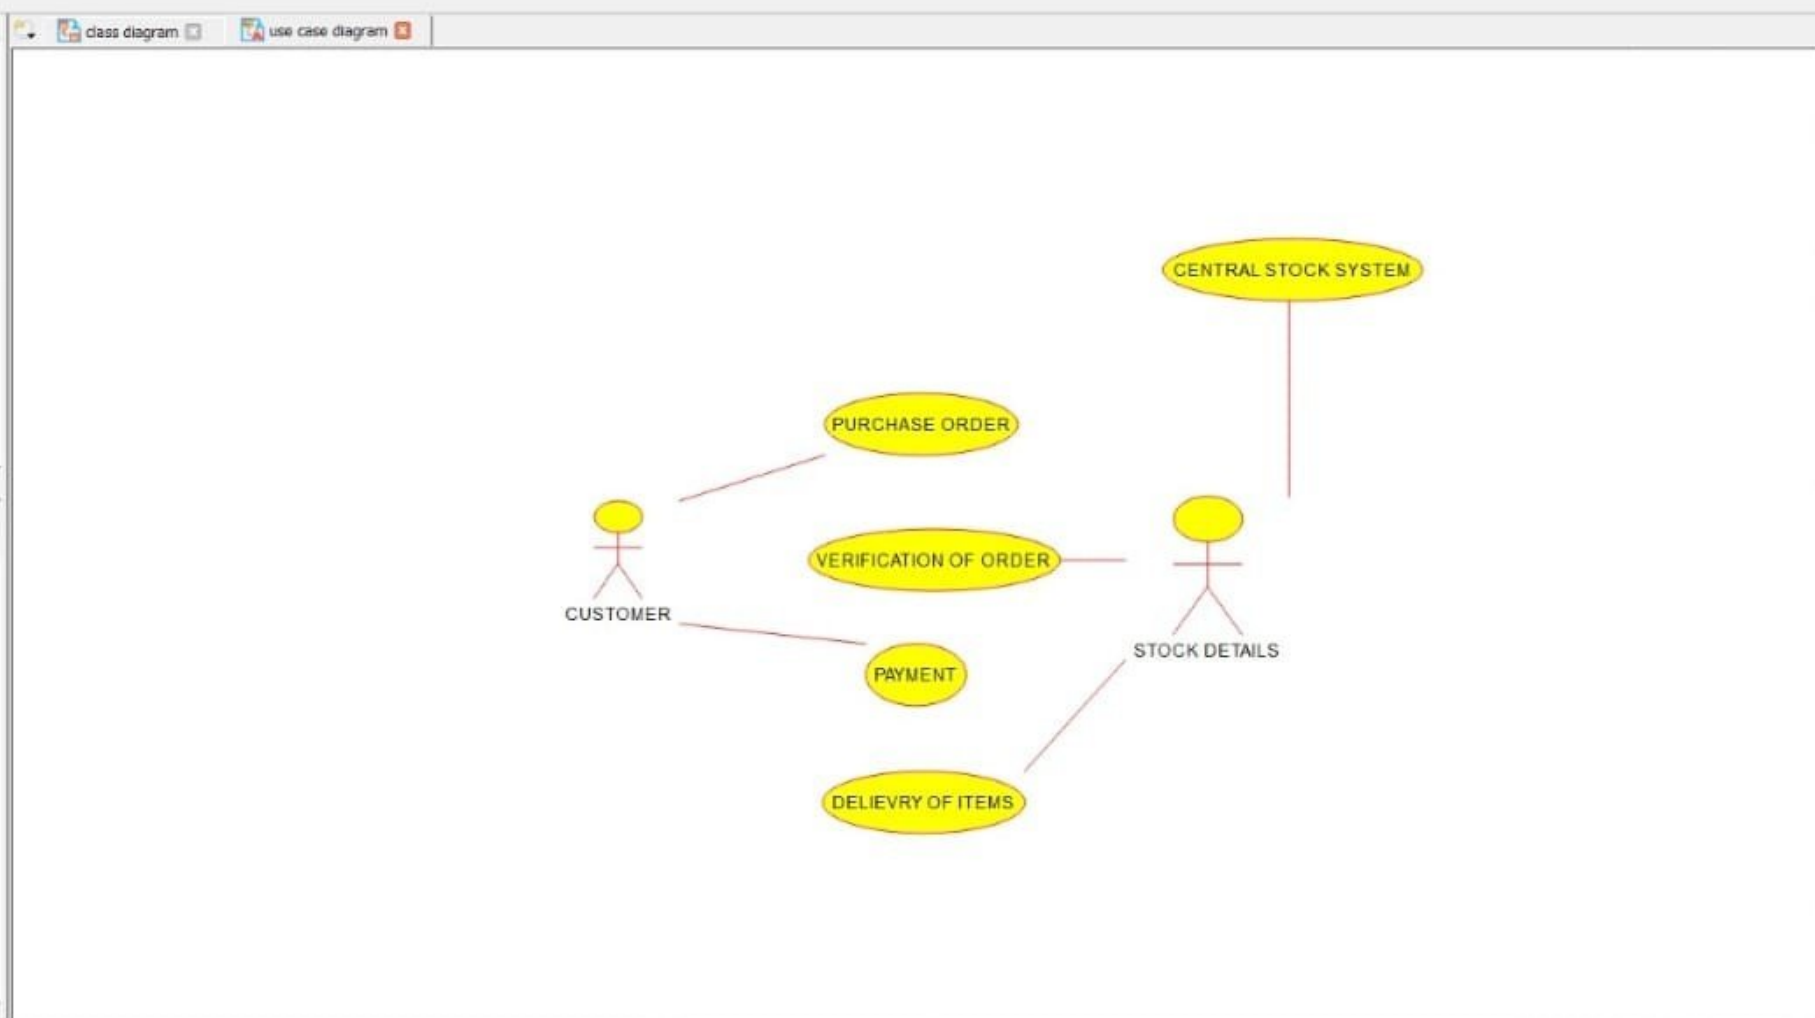 class diagram
use case diagram
CENTRAL STOCK SYSTEM
PURCHASE ORDER
VERIFICATION OF ORDER
CUSTOMER
STOCK DETAILS
PAYMENT
DELIEVRY OF ITEMS